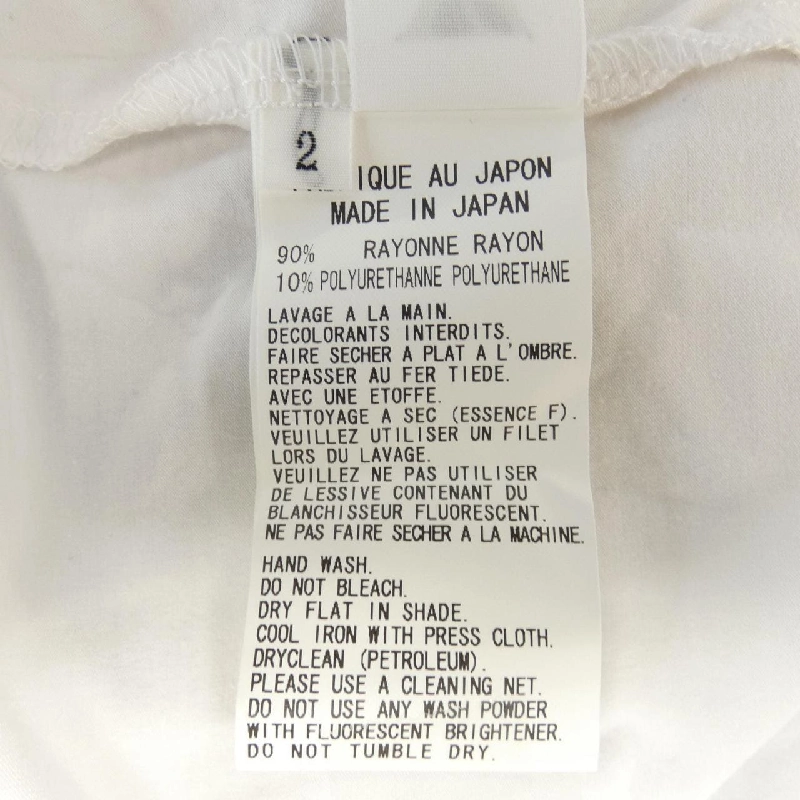 2
IQUE AU JAPON
MADE IN JAPAN
90% RAYONNE RAYON
10% POLYURETHANNE POLYURETHANE
LAVAGE A LA MAIN.
DECOLORANTS INTERDITS.
FAIRE SECHER A PLAT A L'OMBRE.
REPASSER AU FER TIEDE.
AVEC UNE ETOFFE.
NETTOYAGE A SEC (ESSENCE F).
VEUILLEZ UTILISER UN FILET
LORS DU LAVAGE.
VEUILLEZ NE PAS UTILISER
DE LESSIVE CONTENANT DU
BLANCHISSEUR FLUORESCENT.
NE PAS FAIRE SECHER A LA MACHINE.
HAND WASH.
DO NOT BLEACH.
DRY FLAT IN SHADE.
COOL IRON WITH PRESS CLOTH.
DRYCLEAN (PETROLEUM).
PLEASE USE A CLEANING NET.
DO NOT USE ANY WASH POWDER
WITH FLUORESCENT BRIGHTENER.
DO NOT TUMBLE DRY.